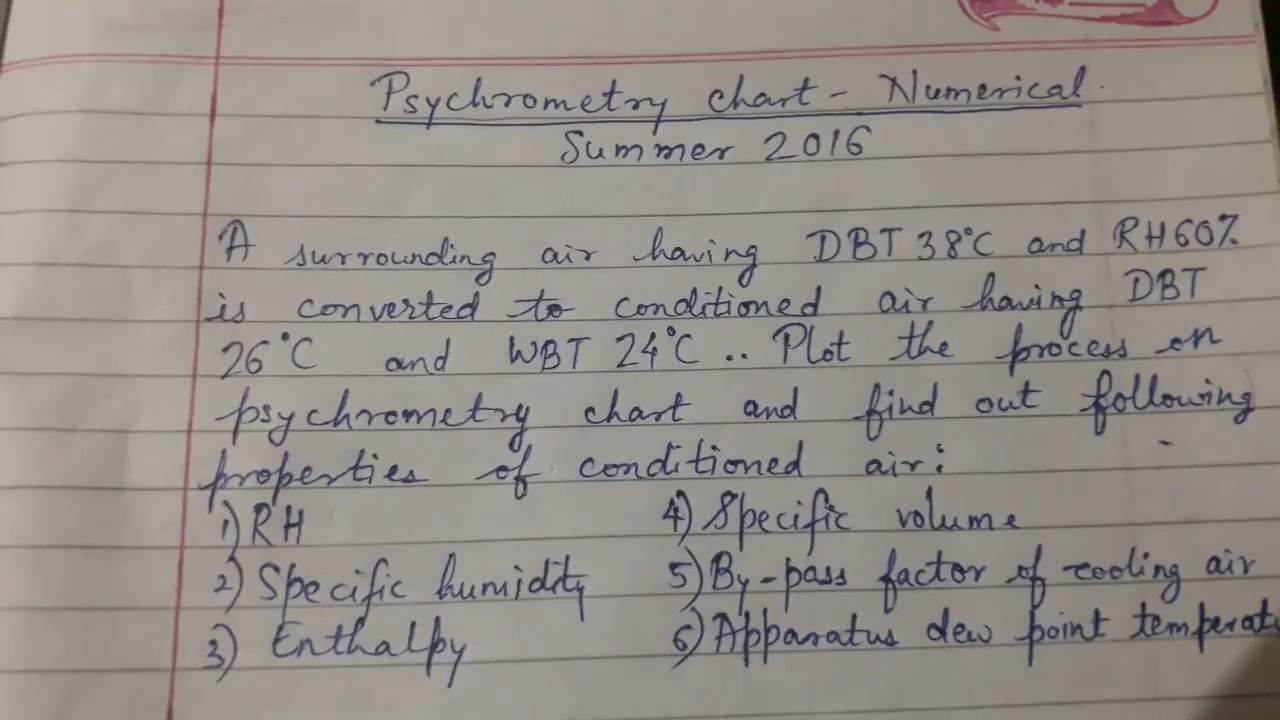 Psychrometry chart - Numerical.
Summer 2016
A surrounding air having DBT 38°C and RH60%
is converted to conditioned air having DBT
26°C and WBT 24°C .. Plot the process on
psychrometry chart and find out following
properties of conditioned air:
1) RH
2) Specific humidity
3) Enthalpy
4) Specific volume
5) By-pass factor of cooling air
6) Apparatus dew point temperat